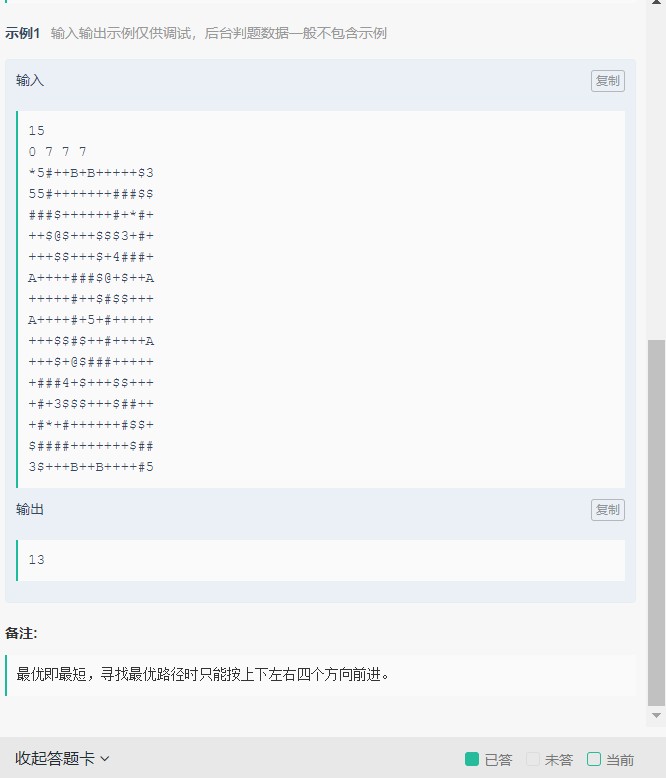 示例1 输入输出示例仅供调试，后台判题数据一般不包含示例
输入
复制
15
0 7 7 7
*5#++B+B+++++$3
55#+++++++###$$
###$++++++#+*#+
++$@$+++$$$3+#+
+++$$+++$+4###+
A++++###$@+$++A
+++++#++$#$$+++
A++++#+5+#+++++
+++$$#$++#++++A
+++$+@$###+++++
+###4+$+++$$+++
+#+3$$$+++$##++
+#*+#++++++#$$+
$####+++++++$##
3$+++B++B++++#5
输出
复制
13
备注:
最优即最短，寻找最优路径时只能按上下左右四个方向前进。
收起答题卡
已答 未答 当前